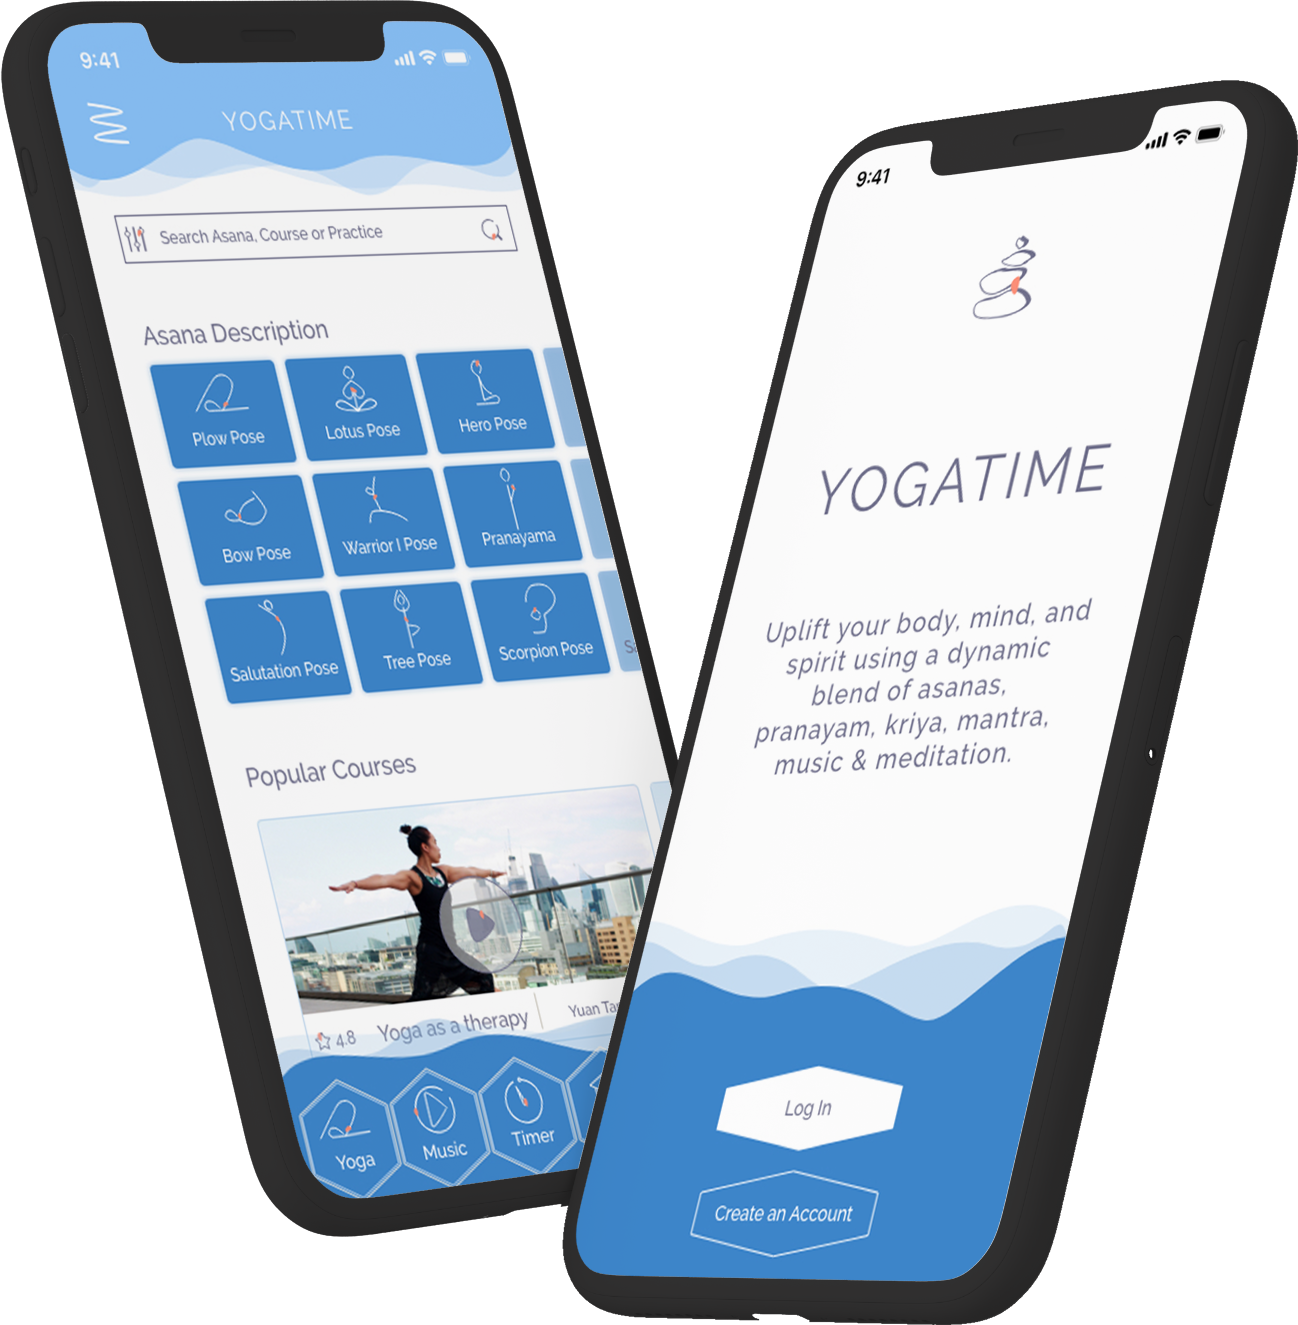 9:41
YOGATIME
Search Asana, Course or Practice
Asana Description
Plow Pose
Lotus Pose
Hero Pose
Bow Pose
Warrior I Pose
Pranayama
Salutation Pose
Tree Pose
Scorpion Pose
Popular Courses
4.8
Yoga as a therapy
Yuan
Yoga
Music
Timer
9:41
YOGATIME
Uplift your body, mind, and
spirit using a dynamic
blend of asanas,
pranayam, kriya, mantra,
music & meditation.
Log In
Create an Account